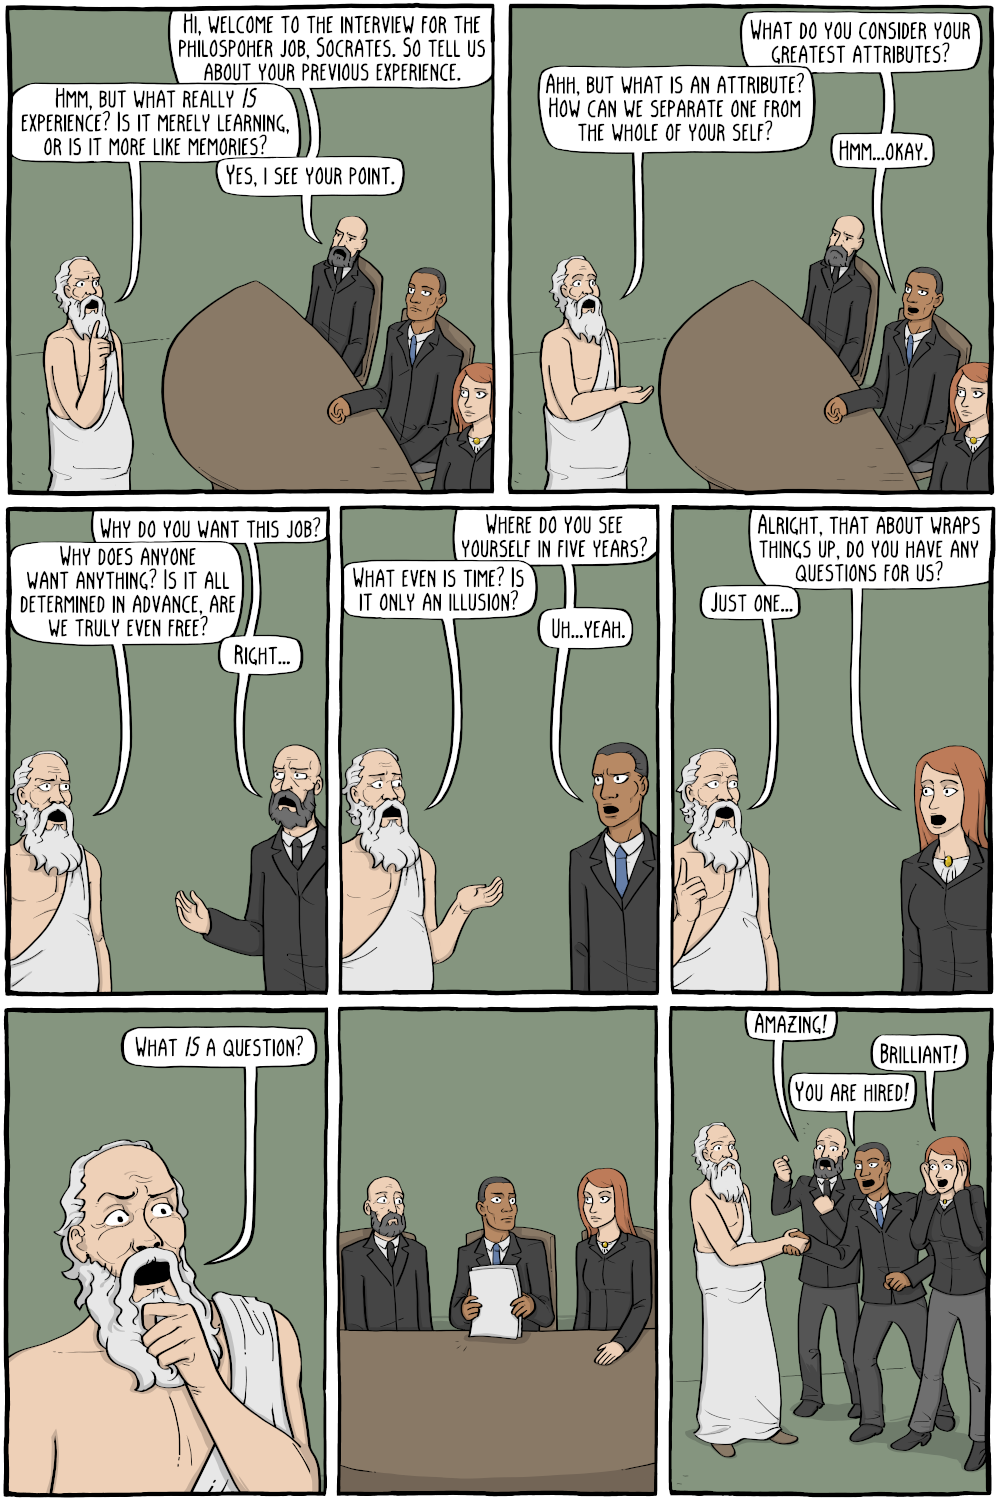 Hi, welcome to the interview for the
philospoher job, Socrates. So tell us
about your previous experience.
Hmm, but what really is
experience? Is it merely learning,
or is it more like memories?
Yes, I see your point.
What do you consider your
greatest attributes?
Ahh, but what is an attribute?
How can we separate one from
the whole of your self?
Hmm...okay.
Why do you want this job?
Why does anyone
want anything? Is it all
determined in advance, are
we truly even free?
Right...
Where do you see
yourself in five years?
What even is time? Is
it only an illusion?
Uh...yeah.
Alright, that about wraps
things up, do you have any
questions for us?
Just one...
What is a question?
Amazing!
You are hired!
Brilliant!